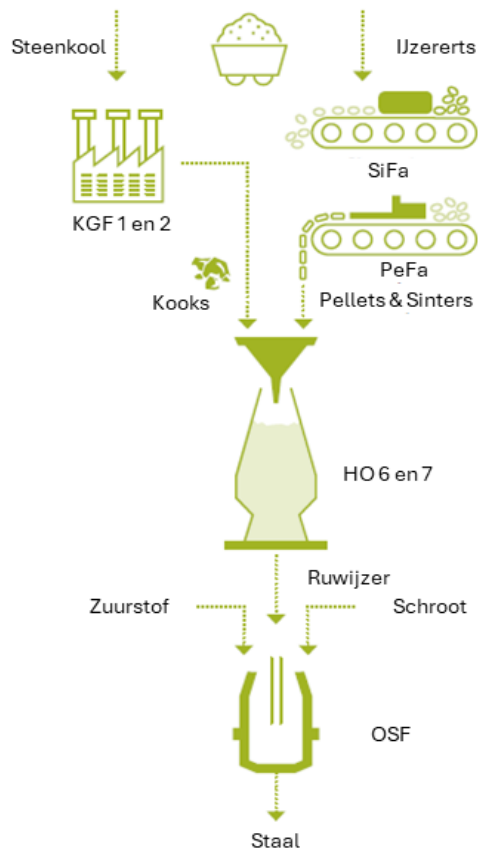 Steenkool
IJzererts
SiFa
KGF 1 en 2
PeFa
Kooks
Pellets & Sinters
HO 6 en 7
Ruwijzer
Zuurstof
Schroot
OSF
Staal